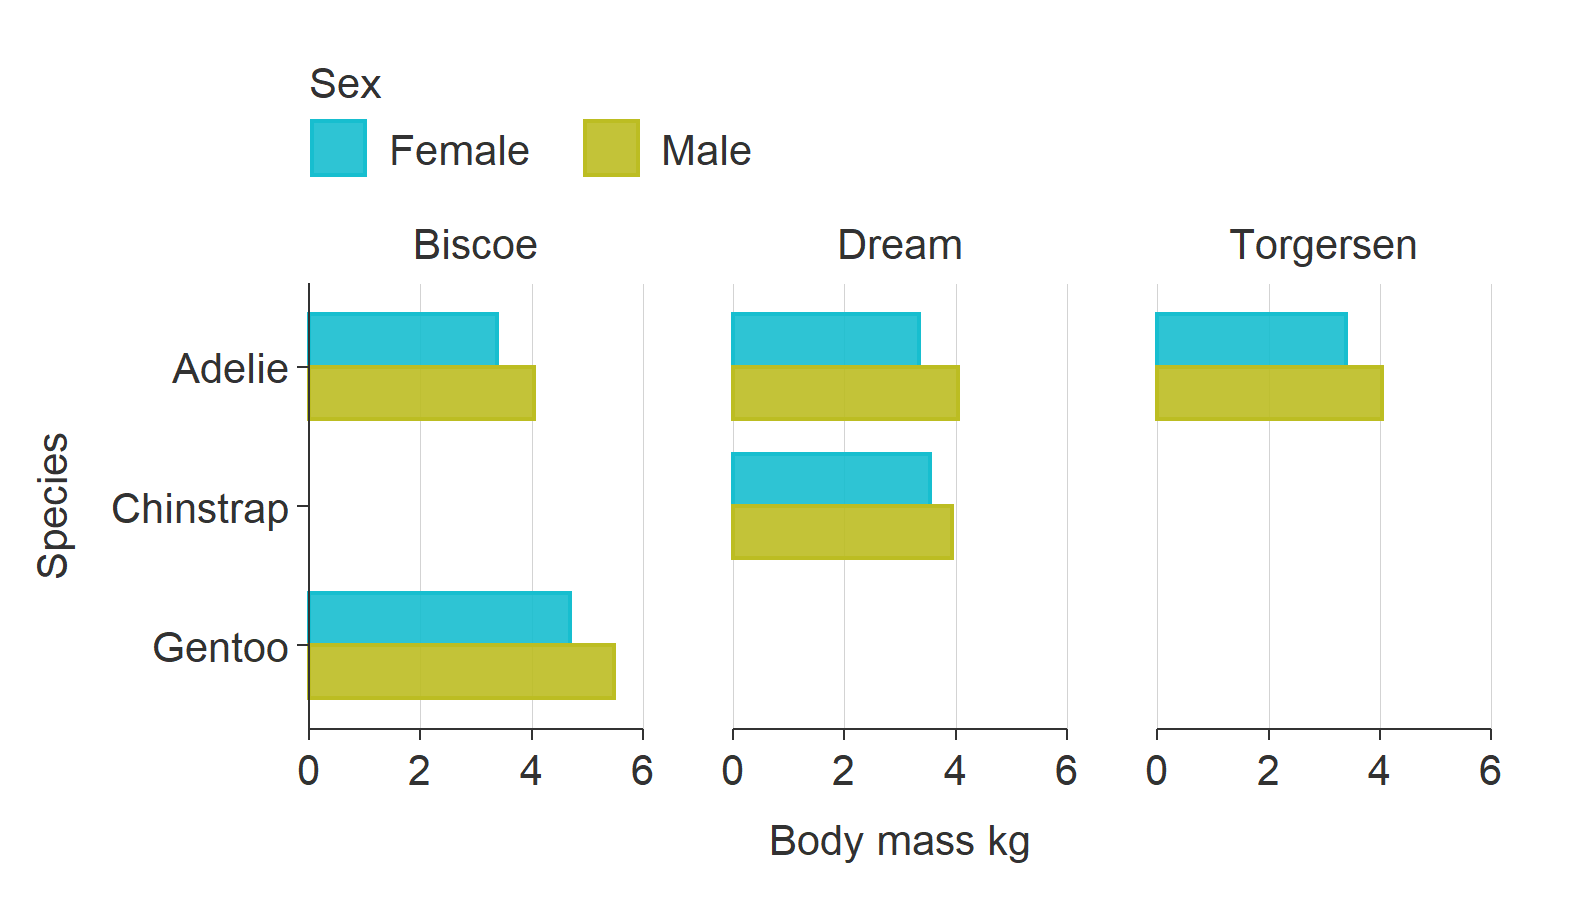 Sex
Female Male
Biscoe Dream Torgersen
Adelie
Chinstrap
Gentoo
Species
0 2 4 6 0 2 4 6 0 2 4 6
Body mass kg